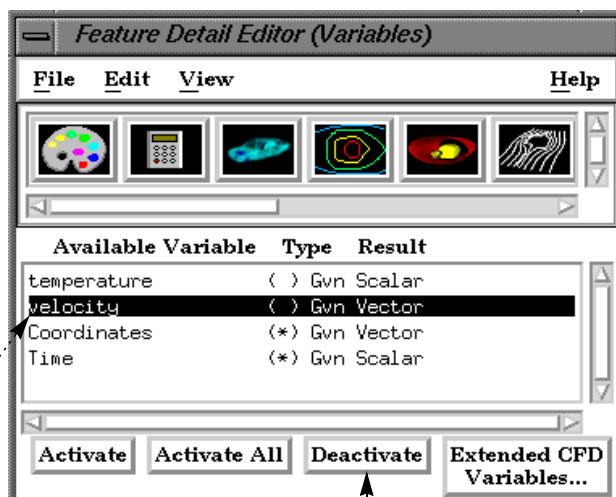 Feature Detail Editor (Variables)
File Edit View Help
Available Variable Type Result
temperature ( ) Gvn Scalar
velocity ( ) Gvn Vector
Coordinates (*) Gvn Vector
Time (*) Gvn Scalar
Activate Activate All Deactivate Extended CFD
Variables...